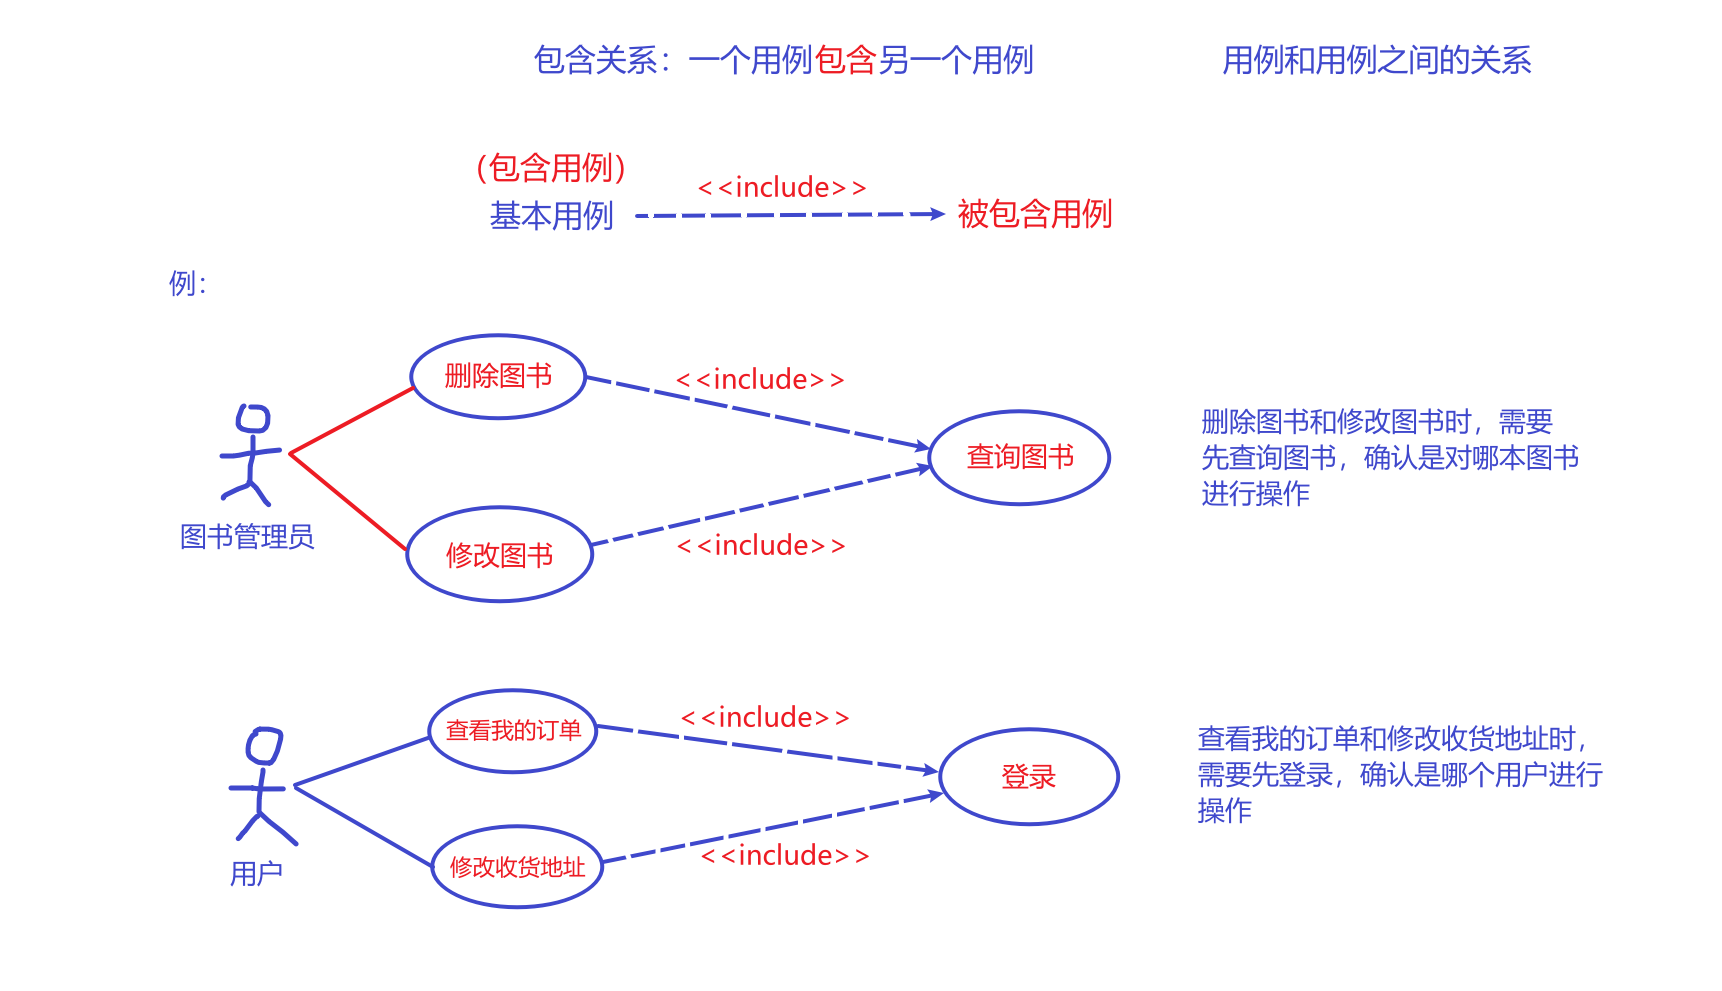 包含关系：一个用例包含另一个用例
用例和用例之间的关系
（包含用例）
基本用例
<<include>>
被包含用例
例：
删除图书
<<include>>
查询图书
修改图书
<<include>>
图书管理员
删除图书和修改图书时，需要
先查询图书，确认是对哪本图书
进行操作
查看我的订单
<<include>>
登录
修改收货地址
<<include>>
用户
查看我的订单和修改收货地址时，
需要先登录，确认是哪个用户进行
操作